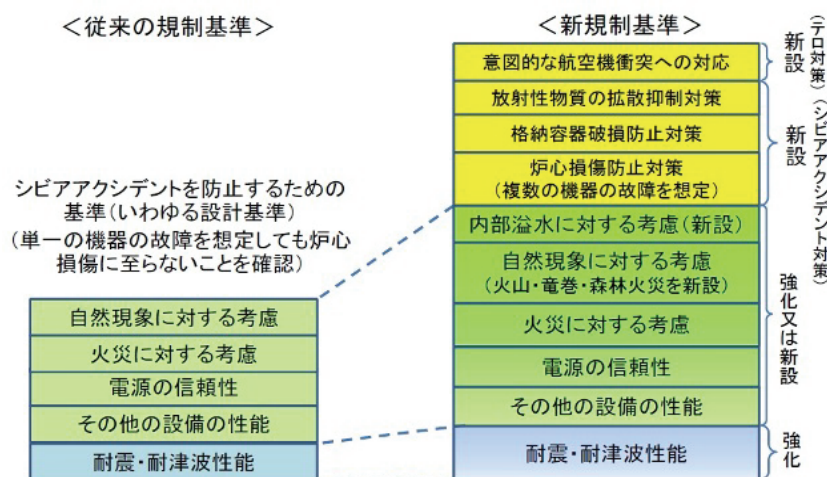 ＜従来の規制基準＞
シビアアクシデントを防止するための
基準(いわゆる設計基準)
(単一の機器の故障を想定しても炉心
損傷に至らないことを確認)
自然現象に対する考慮
火災に対する考慮
電源の信頼性
その他の設備の性能
耐震・耐津波性能
＜新規制基準＞
意図的な航空機衝突への対応
放射性物質の拡散抑制対策
格納容器破損防止対策
炉心損傷防止対策
(複数の機器の故障を想定)
内部溢水に対する考慮(新設)
自然現象に対する考慮
(火山・竜巻・森林火災を新設)
火災に対する考慮
電源の信頼性
その他の設備の性能
耐震・耐津波性能
新設
(テロ対策)
新設
(シビアアクシデント対策)
強化又は新設
強化